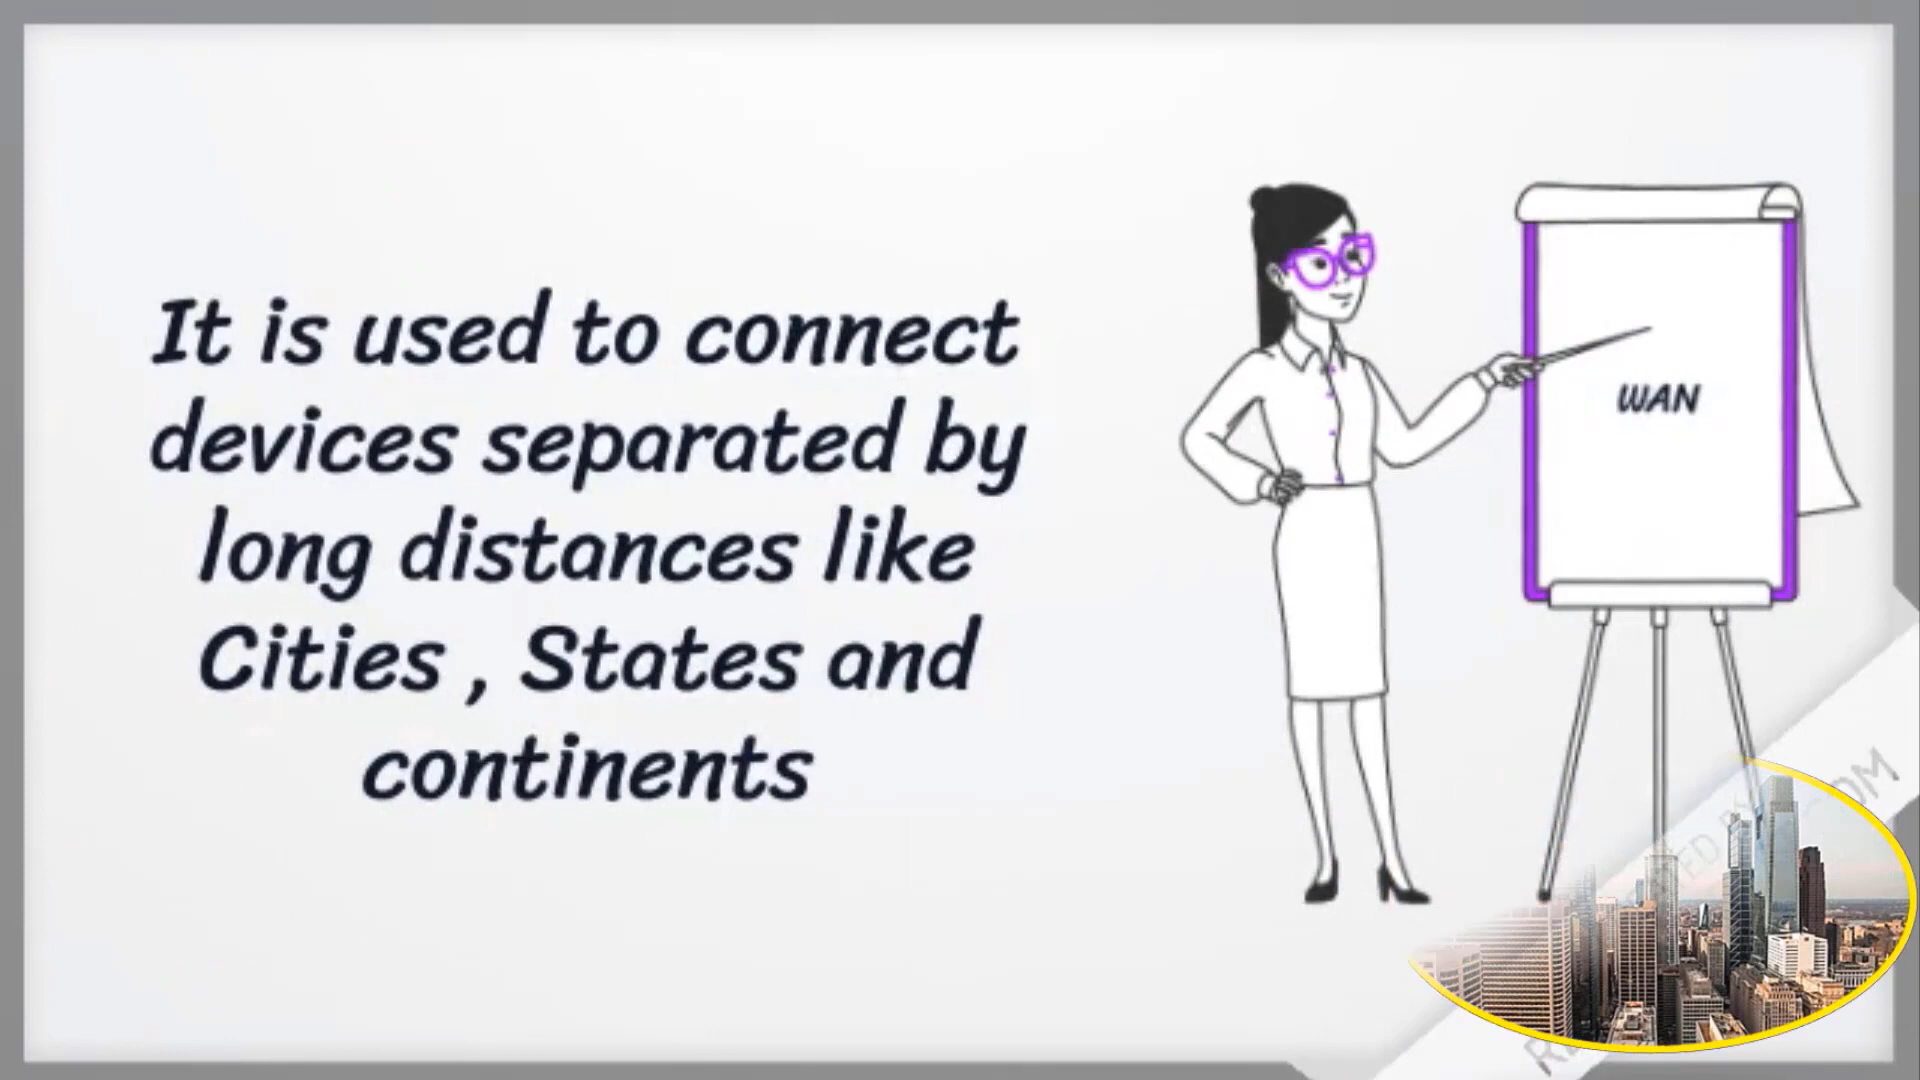 It is used to connect
devices separated by
long distances like
Cities , States and
continents
WAN